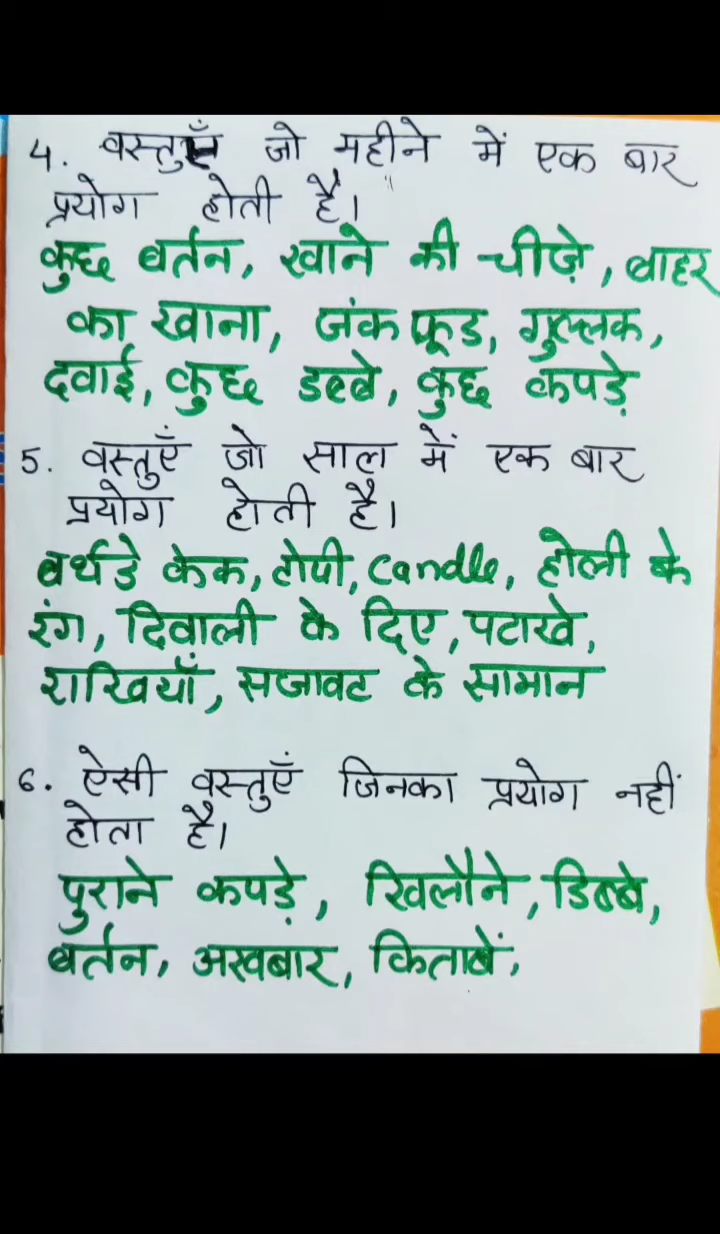 4. वस्तुएँ जो महीने में एक बार
प्रयोग होती है।
कुछ बर्तन, खाने की चीज़े, बाहर
का खाना, जंक फ़ूड, गुल्लक,
दवाई, कुछ डब्बे, कुछ कपड़े
5. वस्तुएँ जो साल में एक बार
प्रयोग होती है।
बर्थडे केक, टोपी, candle, होली के
रंग, दिवाली के दिए, पटाखे,
राखियाँ, सजावट के सामान
6. ऐसी वस्तुएँ जिनका प्रयोग नहीं
होता है।
पुराने कपड़े, खिलौने, डिब्बे,
बर्तन, अखबार, किताबें,